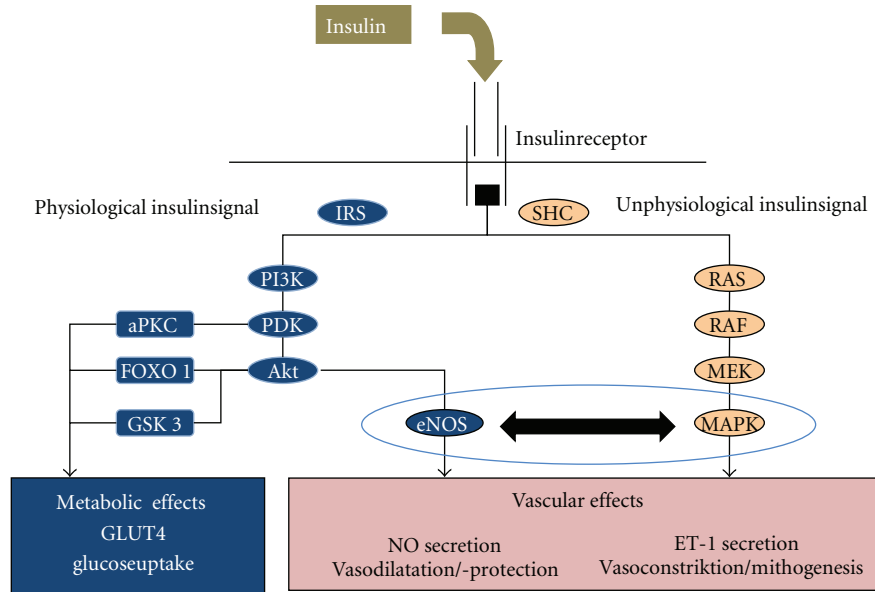 Insulin
Insulinreceptor
Physiological insulinsignal
IRS
SHC
Unphysiological insulinsignal
PI3K
RAS
aPKC
PDK
RAF
FOXO 1
Akt
MEK
GSK 3
eNOS
MAPK
Metabolic effects
GLUT4
glucoseuptake
Vascular effects
NO secretion
Vasodilatation/-protection
ET-1 secretion
Vasoconstriktion/mithogenesis